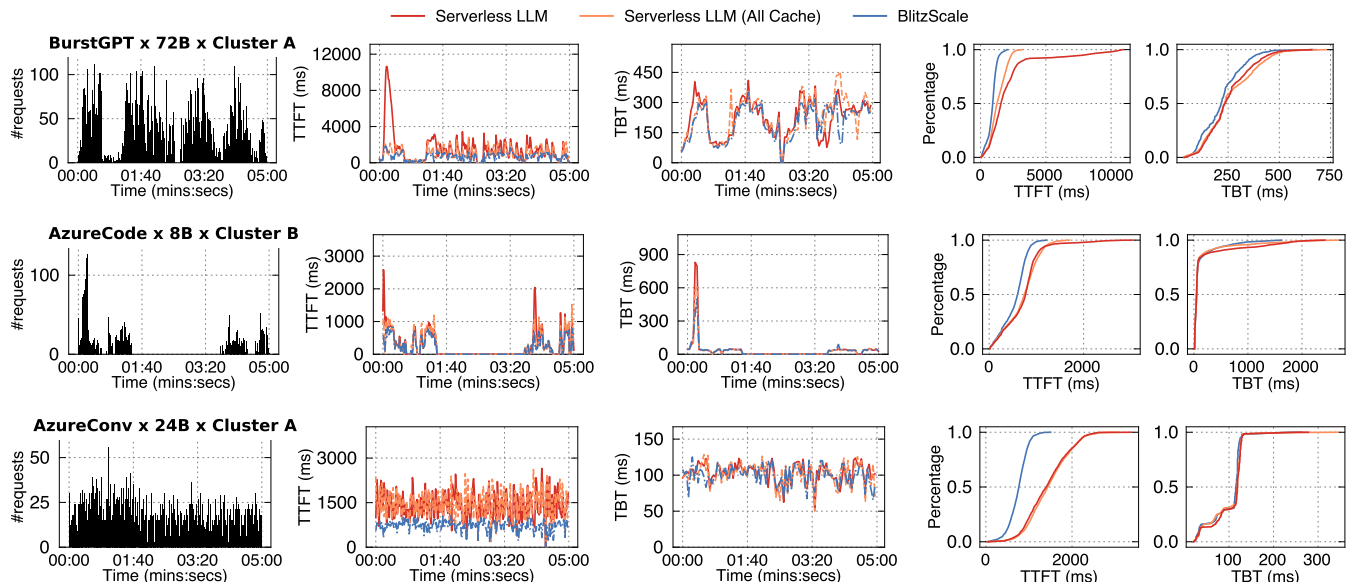 Serverless LLM Serverless LLM (All Cache) BlitzScale
BurstGPT x 72B x Cluster A
#requests
100
50
0
00:00 01:40 03:20 05:00
Time (mins:secs)
TTFT (ms)
12000
8000
4000
0
00:00 01:40 03:20 05:00
Time (mins:secs)
TBT (ms)
450
300
150
0
00:00 01:40 03:20 05:00
Time (mins:secs)
Percentage
1.0
0.5
0.0
0 5000 10000
TTFT (ms)
1.0
0.5
0.0
250 500 750
TBT (ms)
AzureCode x 8B x Cluster B
#requests
100
0
00:00 01:40 03:20 05:00
Time (mins:secs)
TTFT (ms)
3000
2000
1000
0
00:00 01:40 03:20 05:00
Time (mins:secs)
TBT (ms)
900
600
300
0
00:00 01:40 03:20 05:00
Time (mins:secs)
Percentage
1.0
0.5
0.0
0 2000
TTFT (ms)
1.0
0.5
0.0
0 1000 2000
TBT (ms)
AzureConv x 24B x Cluster A
#requests
50
25
0
00:00 01:40 03:20 05:00
Time (mins:secs)
TTFT (ms)
4500
3000
1500
0
00:00 01:40 03:20 05:00
Time (mins:secs)
TBT (ms)
150
100
50
0
00:00 01:40 03:20 05:00
Time (mins:secs)
Percentage
1.0
0.5
0.0
0 2000
TTFT (ms)
1.0
0.5
0.0
100 200 300
TBT (ms)